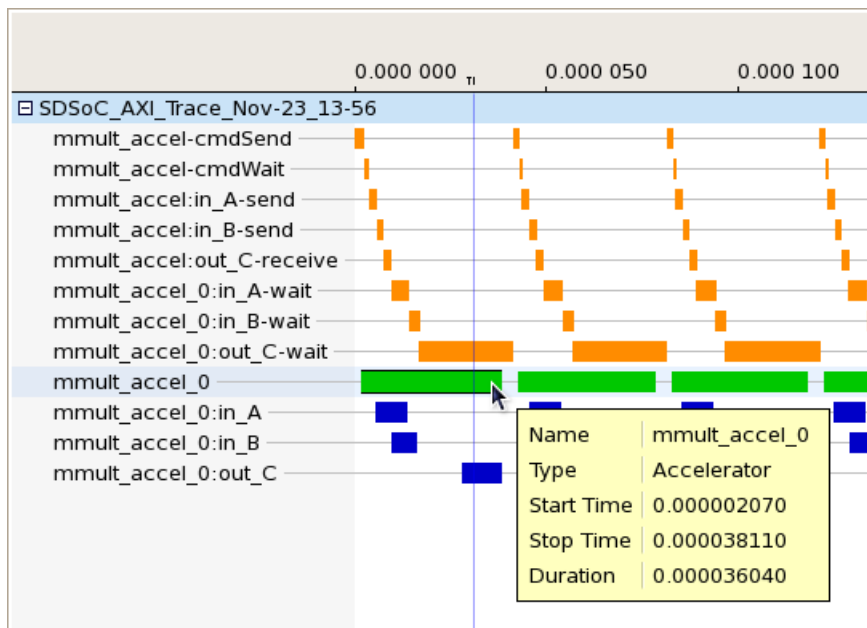 0.000 000 0.000 050 0.000 100
SDSoC_AXI_Trace_Nov-23_13-56
mmult_accel-cmdSend
mmult_accel-cmdWait
mmult_accel:in_A-send
mmult_accel:in_B-send
mmult_accel:out_C-receive
mmult_accel_0:in_A-wait
mmult_accel_0:in_B-wait
mmult_accel_0:out_C-wait
mmult_accel_0
mmult_accel_0:in_A
mmult_accel_0:in_B
mmult_accel_0:out_C
Name mmult_accel_0
Type Accelerator
Start Time 0.000002070
Stop Time 0.000038110
Duration 0.000036040